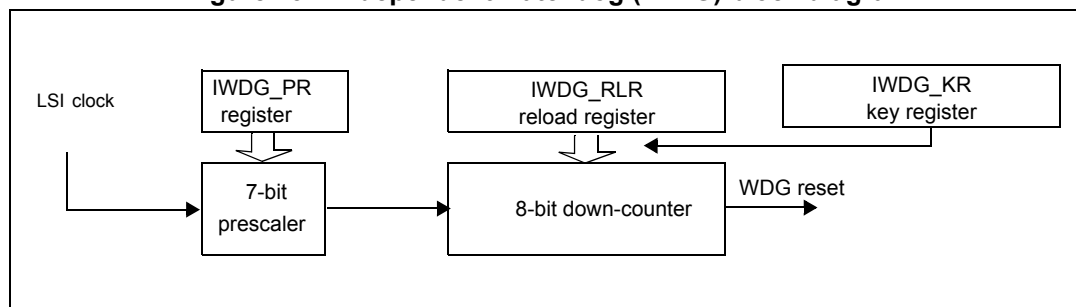 LSI clock
IWDG_PR
register
IWDG_RLR
reload register
IWDG_KR
key register
7-bit
prescaler
8-bit down-counter
WDG reset